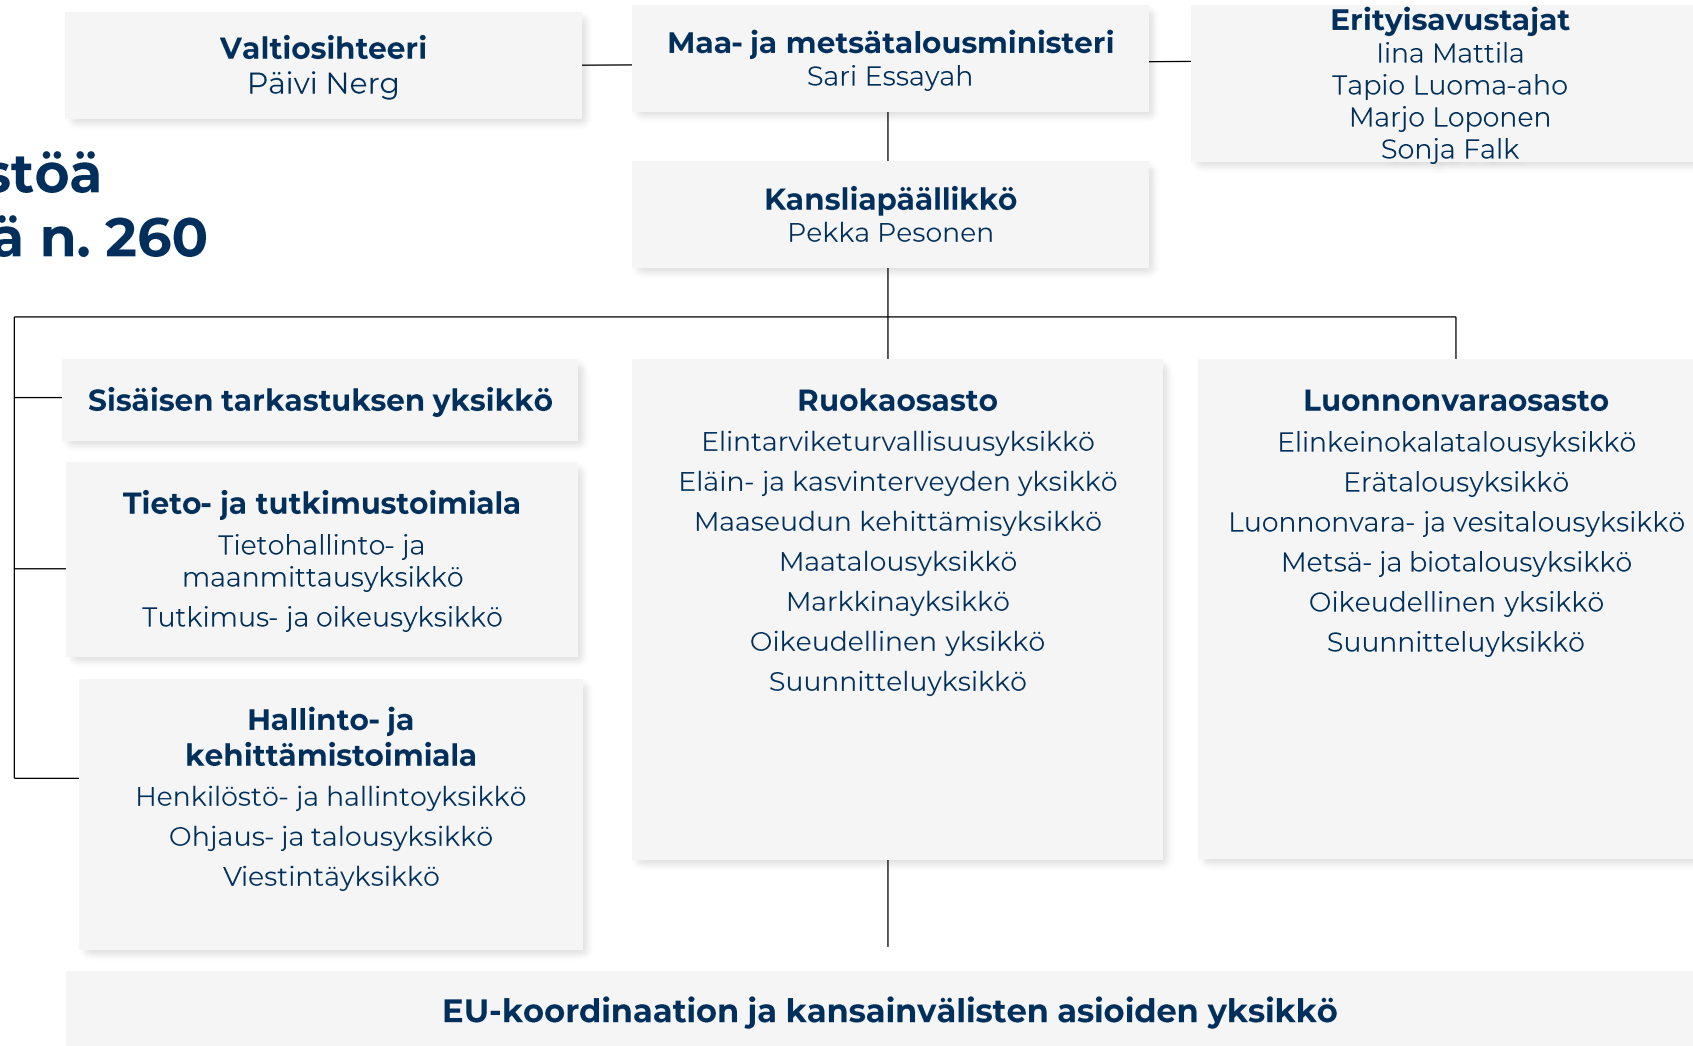 Valtiosihteeri
Päivi Nerg
Maa- ja metsätalousministeri
Sari Essayah
Erityisavustajat
Iina Mattila
Tapio Luoma-aho
Marjo Loponen
Sonja Falk
stöä
ä n. 260
Kansliapäällikkö
Pekka Pesonen
Sisäisen tarkastuksen yksikkö
Tieto- ja tutkimustoimiala
Tietohallinto- ja
maanmittausyksikkö
Tutkimus- ja oikeusyksikkö
Hallinto- ja
kehittämistoimiala
Henkilöstö- ja hallintoyksikkö
Ohjaus- ja talousyksikkö
Viestintäyksikkö
Ruokaosasto
Elintarviketurvallisuusyksikkö
Eläin- ja kasvinterveyden yksikkö
Maaseudun kehittämisyksikkö
Maatalousyksikkö
Markkinayksikkö
Oikeudellinen yksikkö
Suunnitteluyksikkö
Luonnonvaraosasto
Elinkeinokalatalousyksikkö
Erätalousyksikkö
Luonnonvara- ja vesitalousyksikkö
Metsä- ja biotalousyksikkö
Oikeudellinen yksikkö
Suunnitteluyksikkö
EU-koordinaation ja kansainvälisten asioiden yksikkö